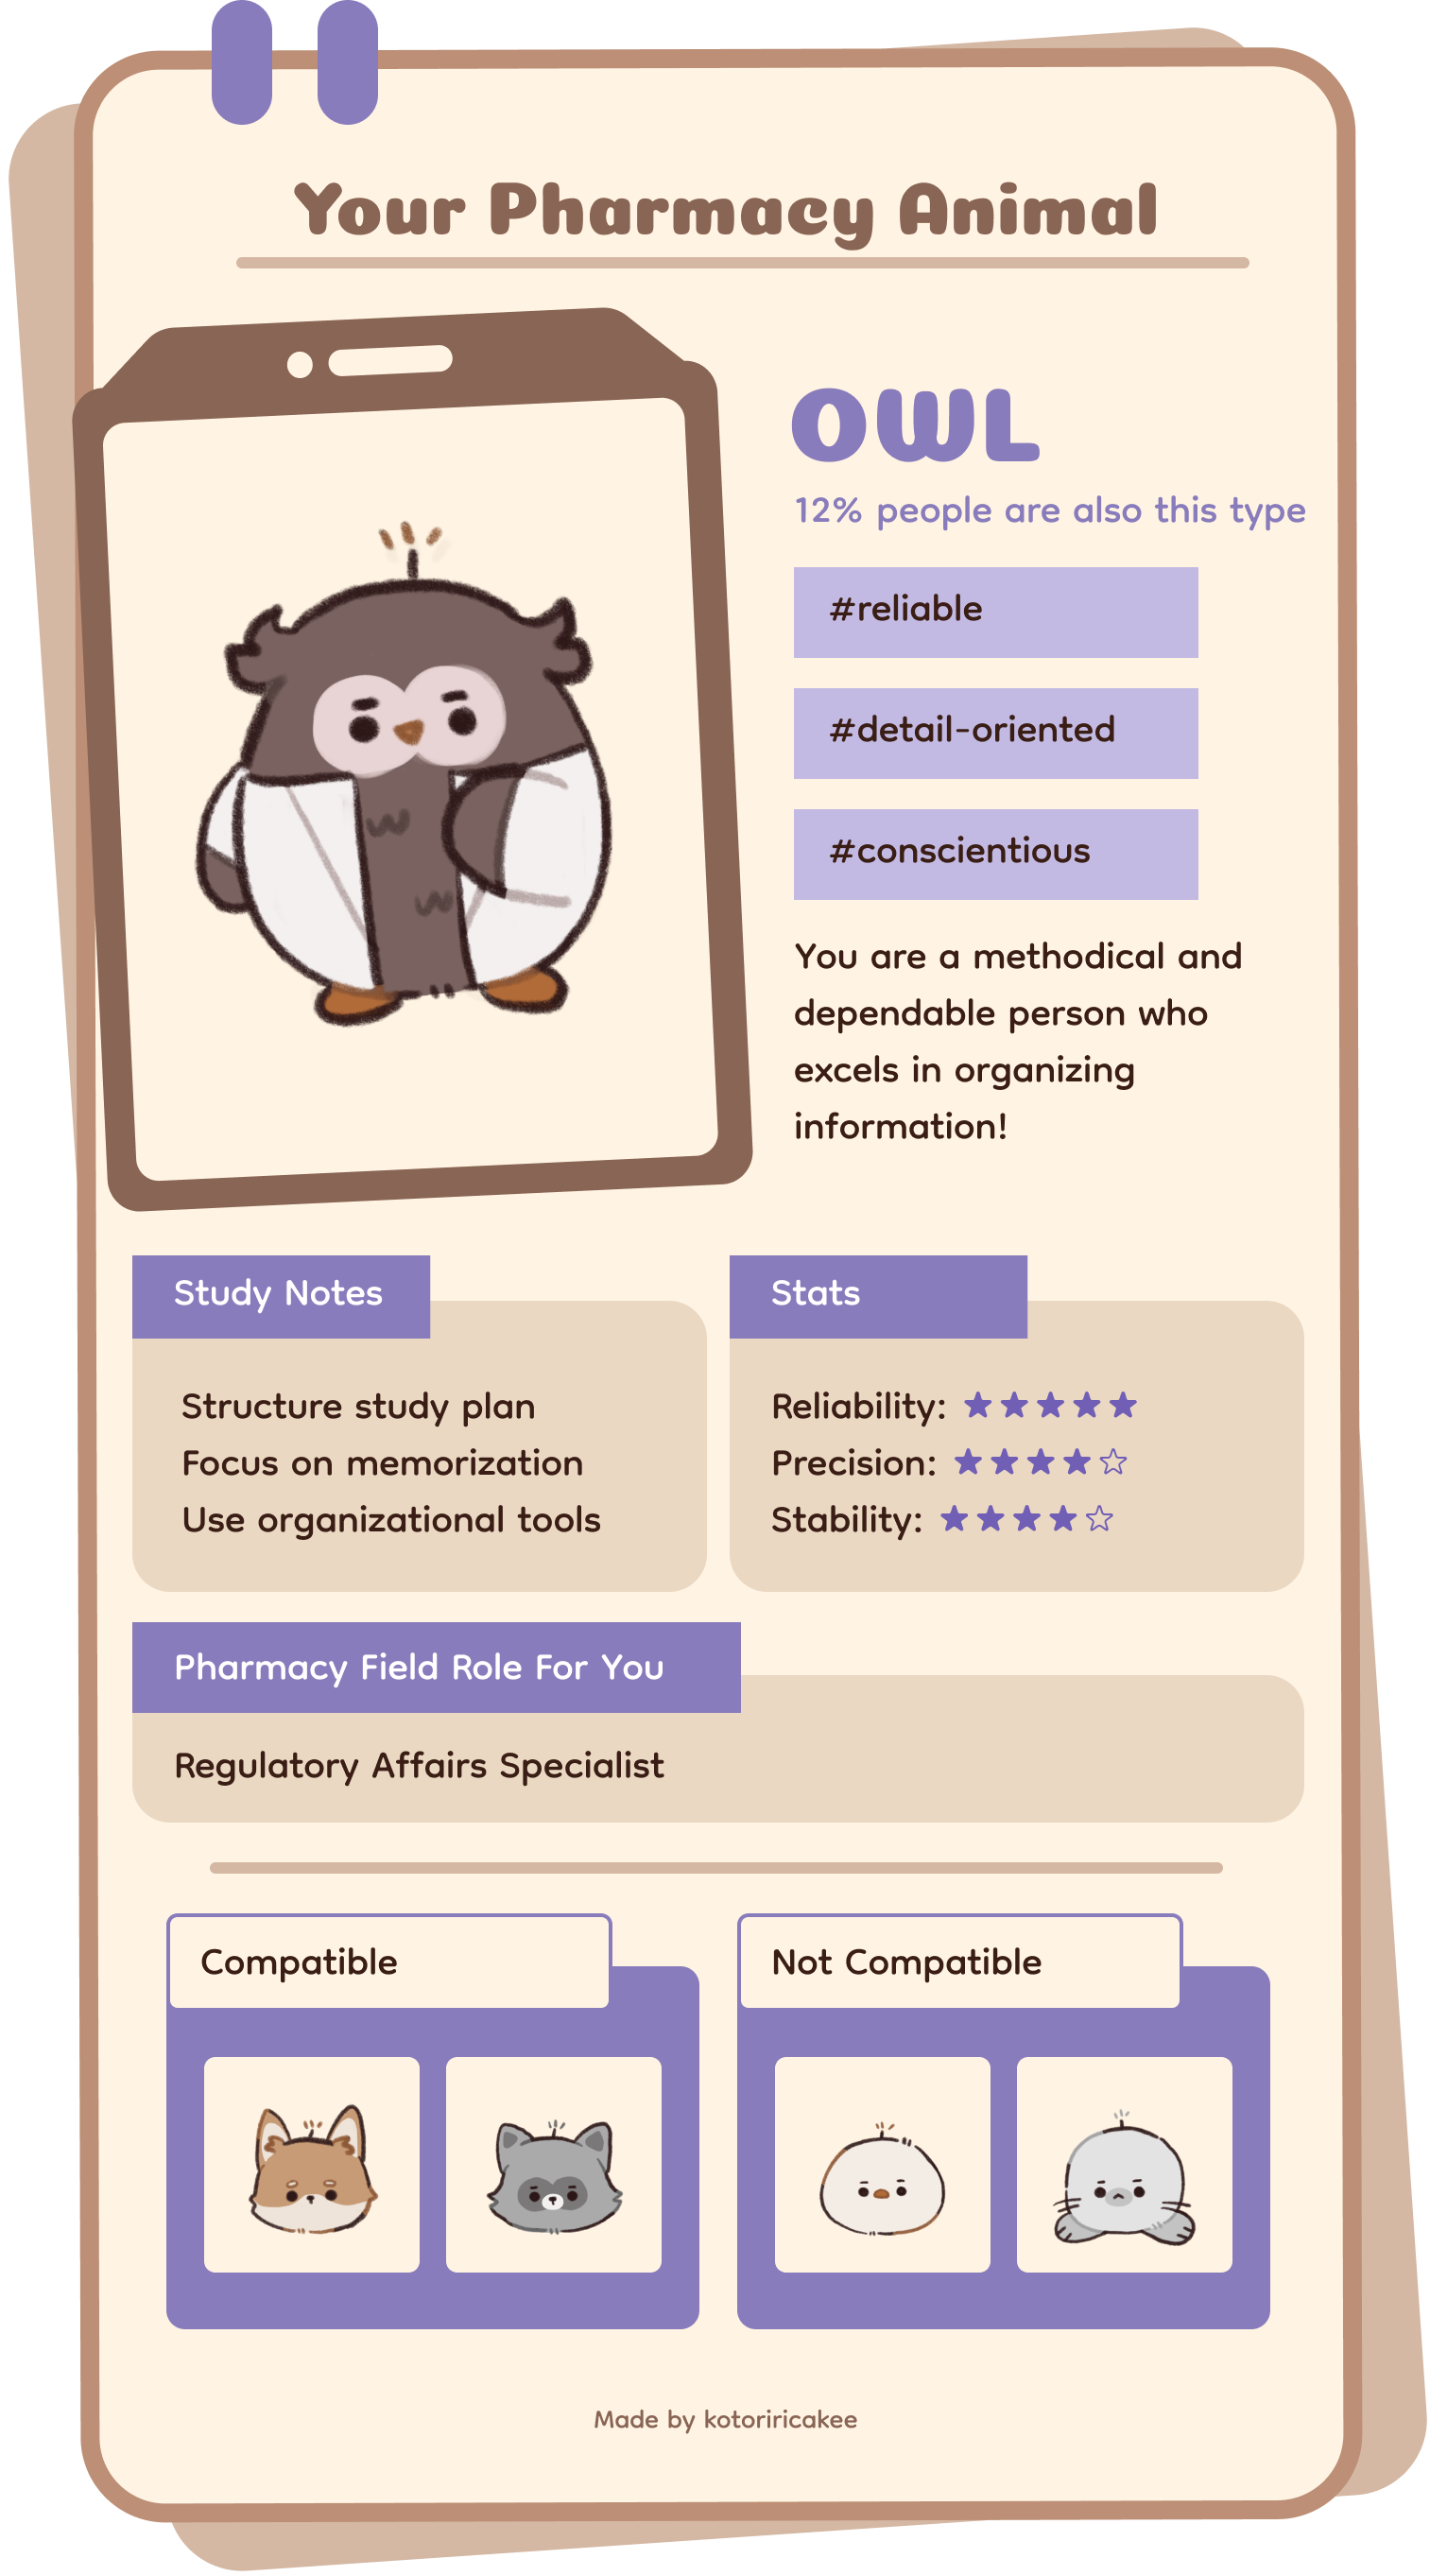 Your Pharmacy Animal
OWL
12% people are also this type
#reliable
#detail-oriented
#conscientious
You are a methodical and
dependable person who
excels in organizing
information!
Study Notes
Structure study plan
Focus on memorization
Use organizational tools
Stats
Reliability: ★★★★★
Precision: ★★★★☆
Stability: ★★★★☆
Pharmacy Field Role For You
Regulatory Affairs Specialist
Compatible
Not Compatible
Made by kotoriricakee